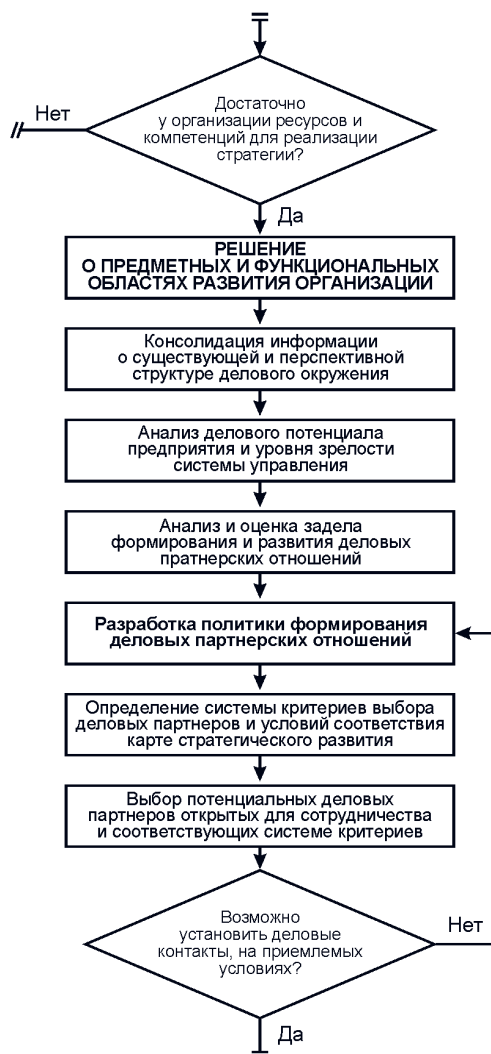 Достаточно
у организации ресурсов и
компетенций для реализации
стратегии?
Нет
Да
РЕШЕНИЕ
О ПРЕДМЕТНЫХ И ФУНКЦИОНАЛЬНЫХ
ОБЛАСТЯХ РАЗВИТИЯ ОРГАНИЗАЦИИ
Консолидация информации
о существующей и перспективной
структуре делового окружения
Анализ делового потенциала
предприятия и уровня зрелости
системы управления
Анализ и оценка задела
формирования и развития деловых
пратнерских отношений
Разработка политики формирования
деловых партнерских отношений
Определение системы критериев выбора
деловых партнеров и условий соответствия
карте стратегического развития
Выбор потенциальных деловых
партнеров открытых для сотрудничества
и соответствующих системе критериев
Возможно
установить деловые
контакты, на приемлемых
условиях?
Нет
Да